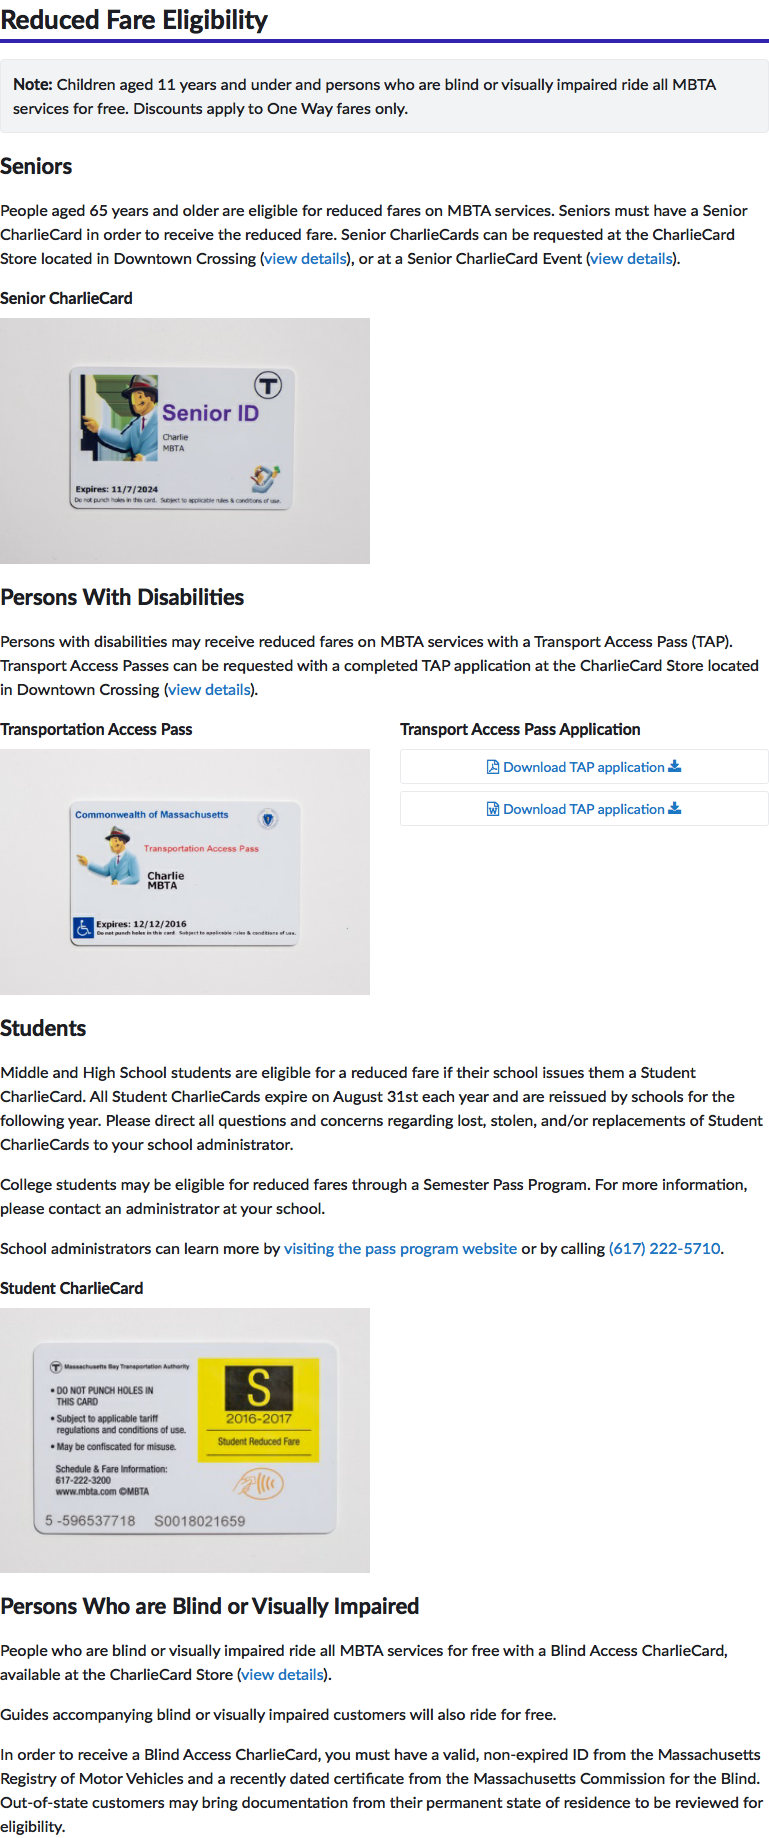 Reduced Fare Eligibility
Note: Children aged 11 years and under and persons who are blind or visually impaired ride all MBTA
services for free. Discounts apply to One Way fares only.
Seniors
People aged 65 years and older are eligible for reduced fares on MBTA services. Seniors must have a Senior
CharlieCard in order to receive the reduced fare. Senior CharlieCards can be requested at the CharlieCard
Store located in Downtown Crossing (view details), or at a Senior CharlieCard Event (view details).
Senior CharlieCard
T
Senior ID
Charlie
MBTA
Expires: 11/7/2024
Do not punch holes in this card. Subject to applicable rules & conditions of use.
Persons With Disabilities
Persons with disabilities may receive reduced fares on MBTA services with a Transport Access Pass (TAP).
Transport Access Passes can be requested with a completed TAP application at the CharlieCard Store located
in Downtown Crossing (view details).
Transportation Access Pass
Commonwealth of Massachusetts
Transportation Access Pass
Charlie
MBTA
Expires: 12/12/2016
Do not punch holes in this card Subject to applicable rules & conditions of use.
Transport Access Pass Application
Download TAP application
Download TAP application
Students
Middle and High School students are eligible for a reduced fare if their school issues them a Student
CharlieCard. All Student CharlieCards expire on August 31st each year and are reissued by schools for the
following year. Please direct all questions and concerns regarding lost, stolen, and/or replacements of Student
CharlieCards to your school administrator.
College students may be eligible for reduced fares through a Semester Pass Program. For more information,
please contact an administrator at your school.
School administrators can learn more by visiting the pass program website or by calling (617) 222-5710.
Student CharlieCard
T Massachusetts Bay Transportation Authority
• DO NOT PUNCH HOLES IN
THIS CARD
• Subject to applicable tariff
regulations and conditions of use.
• May be confiscated for misuse.
Schedule & Fare Information:
617-222-3200
www.mbta.com ©MBTA
5 -596537718 S0018021659
S
2016-2017
Student Reduced Fare
Persons Who are Blind or Visually Impaired
People who are blind or visually impaired ride all MBTA services for free with a Blind Access CharlieCard,
available at the CharlieCard Store (view details).
Guides accompanying blind or visually impaired customers will also ride for free.
In order to receive a Blind Access CharlieCard, you must have a valid, non-expired ID from the Massachusetts
Registry of Motor Vehicles and a recently dated certificate from the Massachusetts Commission for the Blind.
Out-of-state customers may bring documentation from their permanent state of residence to be reviewed for
eligibility.